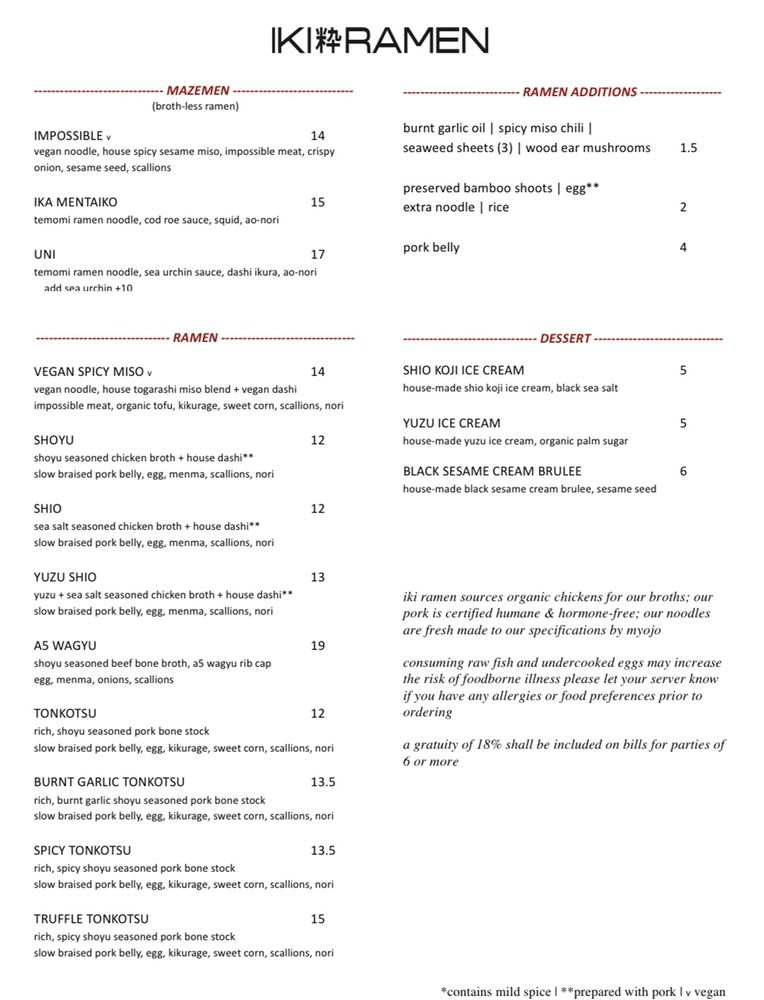 IKI粋RAMEN
MAZEMEN
(broth-less ramen)
IMPOSSIBLE v 14
vegan noodle, house spicy sesame miso, impossible meat, crispy
onion, sesame seed, scallions
IKA MENTAIKO 15
temomi ramen noodle, cod roe sauce, squid, ao-nori
UNI 17
temomi ramen noodle, sea urchin sauce, dashi ikura, ao-nori
add sea urchin +10
RAMEN
VEGAN SPICY MISO v 14
vegan noodle, house togarashi miso blend + vegan dashi
impossible meat, organic tofu, kikurage, sweet corn, scallions, nori
SHOYU 12
shoyu seasoned chicken broth + house dashi**
slow braised pork belly, egg, menma, scallions, nori
SHIO 12
sea salt seasoned chicken broth + house dashi**
slow braised pork belly, egg, menma, scallions, nori
YUZU SHIO 13
yuzu + sea salt seasoned chicken broth + house dashi**
slow braised pork belly, egg, menma, scallions, nori
A5 WAGYU 19
shoyu seasoned beef bone broth, a5 wagyu rib cap
egg, menma, onions, scallions
TONKOTSU 12
rich, shoyu seasoned pork bone stock
slow braised pork belly, egg, kikurage, sweet corn, scallions, nori
BURNT GARLIC TONKOTSU 13.5
rich, burnt garlic shoyu seasoned pork bone stock
slow braised pork belly, egg, kikurage, sweet corn, scallions, nori
SPICY TONKOTSU 13.5
rich, spicy shoyu seasoned pork bone stock
slow braised pork belly, egg, kikurage, sweet corn, scallions, nori
TRUFFLE TONKOTSU 15
rich, spicy shoyu seasoned pork bone stock
slow braised pork belly, egg, kikurage, sweet corn, scallions, nori
RAMEN ADDITIONS
burnt garlic oil | spicy miso chili |
seaweed sheets (3) | wood ear mushrooms 1.5
preserved bamboo shoots | egg**
extra noodle | rice 2
pork belly 4
DESSERT
SHIO KOJI ICE CREAM 5
house-made shio koji ice cream, black sea salt
YUZU ICE CREAM 5
house-made yuzu ice cream, organic palm sugar
BLACK SESAME CREAM BRULEE 6
house-made black sesame cream brulee, sesame seed
iki ramen sources organic chickens for our broths; our
pork is certified humane & hormone-free; our noodles
are fresh made to our specifications by myojo
consuming raw fish and undercooked eggs may increase
the risk of foodborne illness please let your server know
if you have any allergies or food preferences prior to
ordering
a gratuity of 18% shall be included on bills for parties of
6 or more
*contains mild spice | **prepared with pork | v vegan